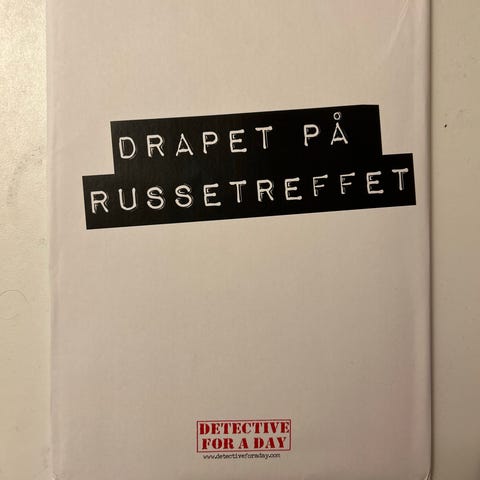 DRAPET PÅ
RUSSETREFFET
DETECTIVE
FOR A DAY
www.detectiveforaday.com